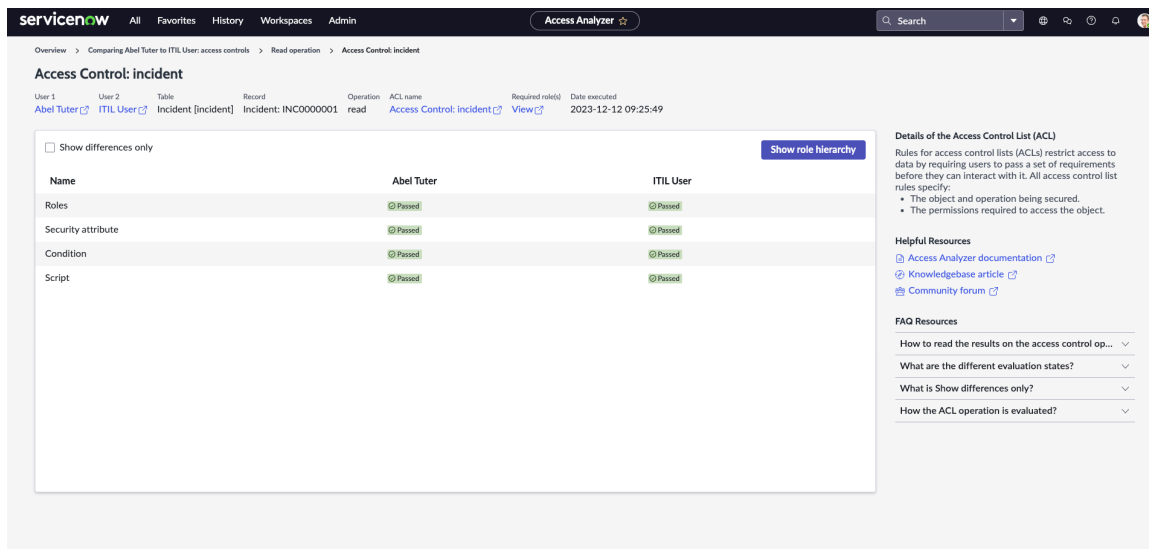 servicenow All Favorites History Workspaces Admin Access Analyzer Search
Overview > Comparing Abel Tuter to ITIL User: access controls > Read operation > Access Control: incident
Access Control: incident
User 1 User 2 Table Record Operation ACL name Required role(s) Date executed
Abel Tuter ITIL User Incident [incident] Incident: INC0000001 read Access Control: incident View 2023-12-12 09:25:49
Show differences only Show role hierarchy
Name Abel Tuter ITIL User
Roles Passed Passed
Security attribute Passed Passed
Condition Passed Passed
Script Passed Passed
Details of the Access Control List (ACL)
Rules for access control lists (ACLs) restrict access to
data by requiring users to pass a set of requirements
before they can interact with it. All access control list
rules specify:
• The object and operation being secured.
• The permissions required to access the object.
Helpful Resources
Access Analyzer documentation
Knowledgebase article
Community forum
FAQ Resources
How to read the results on the access control op...
What are the different evaluation states?
What is Show differences only?
How the ACL operation is evaluated?